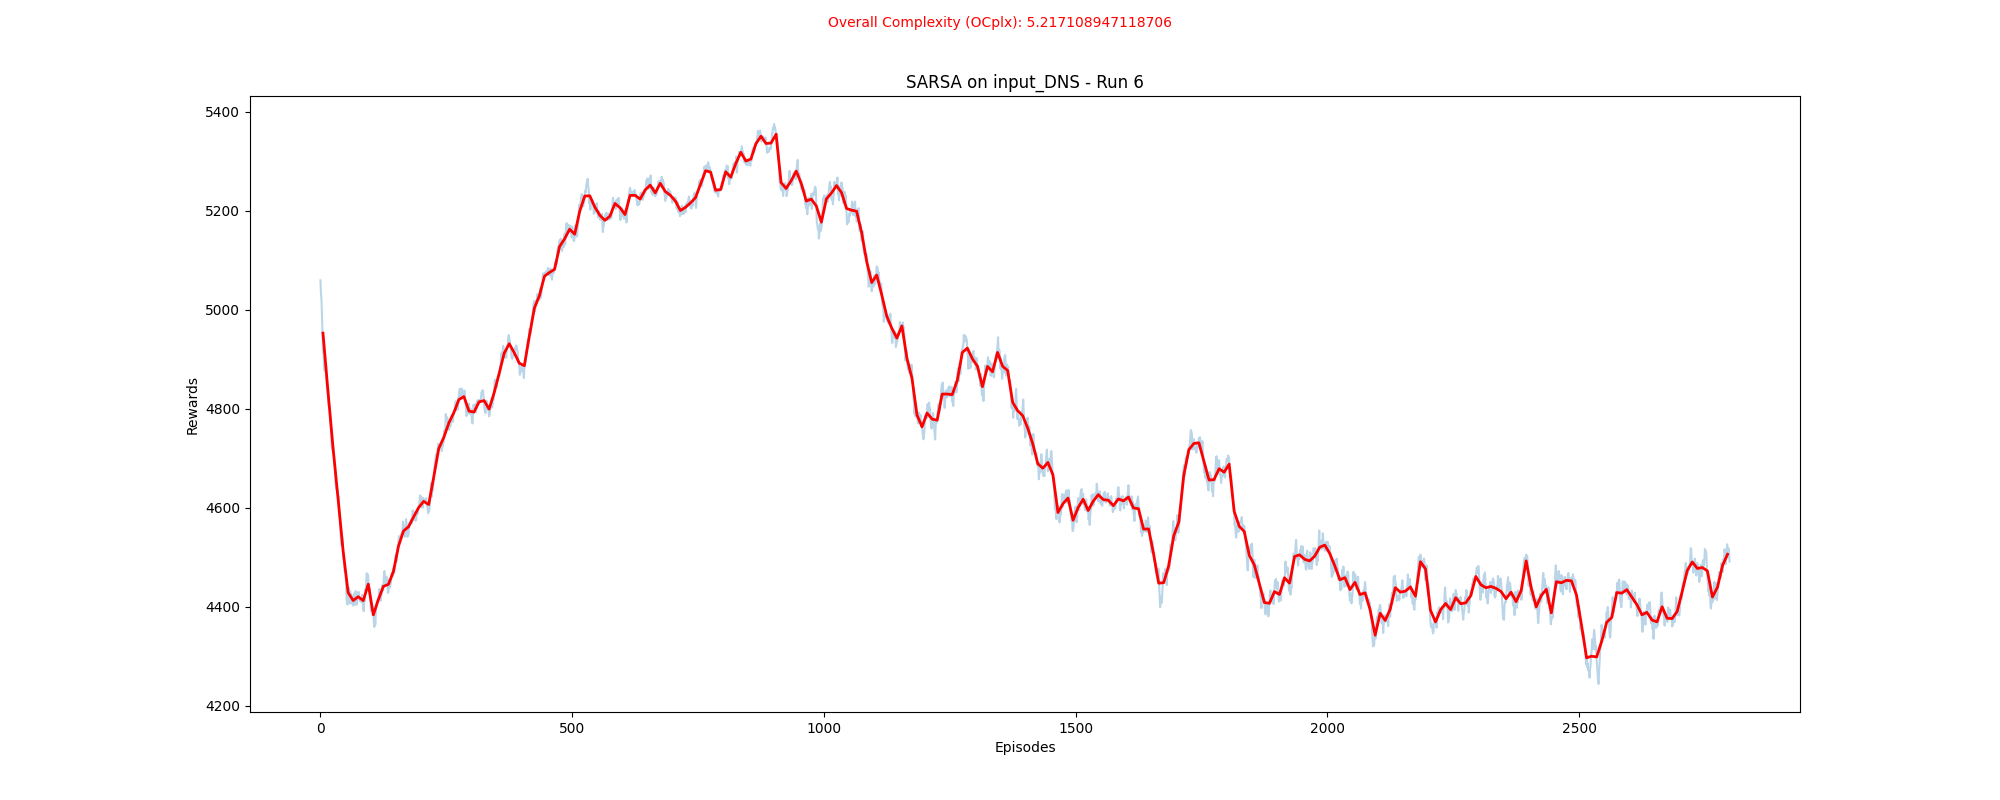 Overall Complexity (OCplx): 5.217108947118706
SARSA on input_DNS - Run 6
5400
5200
5000
4800
4600
4400
4200
Rewards
0 500 1000 1500 2000 2500
Episodes